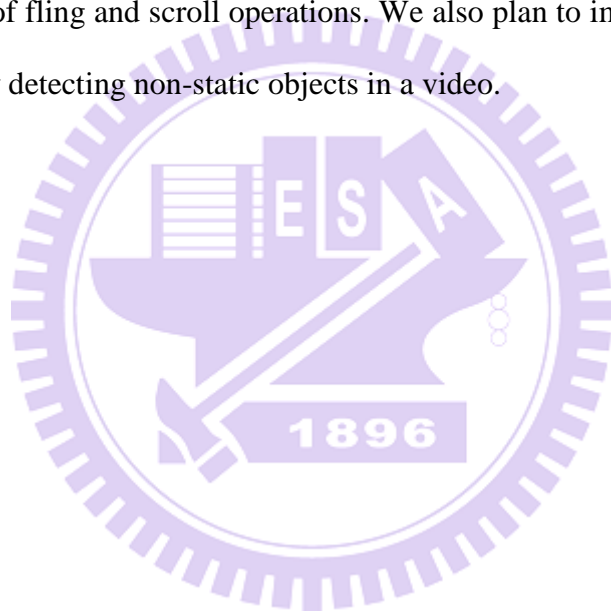 of fling and scroll operations. We also plan to in
detecting non-static objects in a video.
E S A
1896